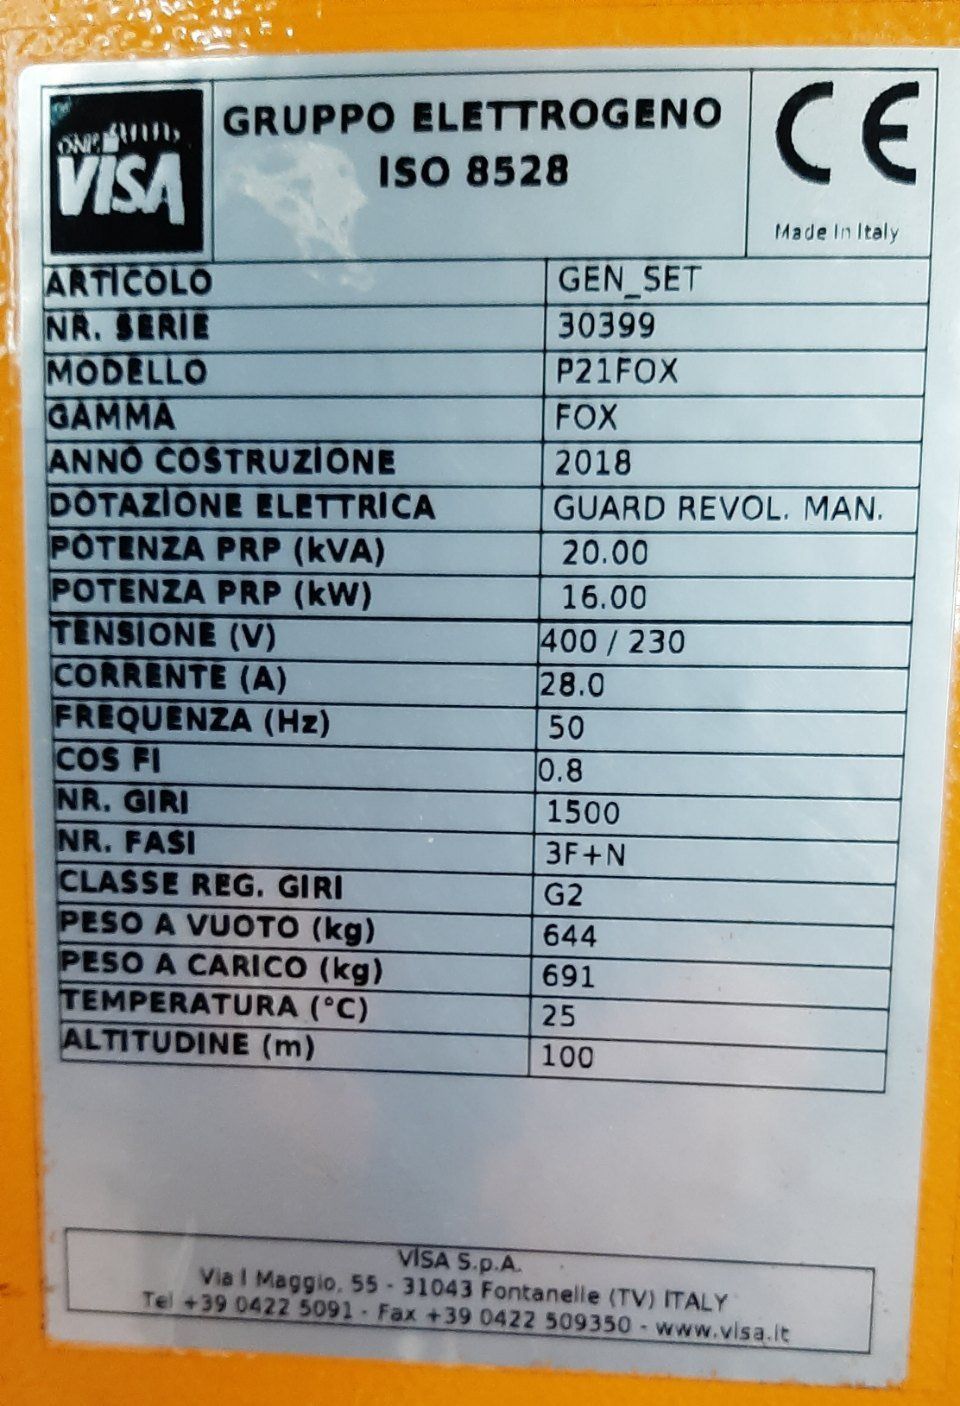 VISA
GRUPPO ELETTROGENO
ISO 8528
CE
Made In Italy
ARTICOLO GEN_SET
NR. SERIE 30399
MODELLO P21FOX
GAMMA FOX
ANNO COSTRUZIONE 2018
DOTAZIONE ELETTRICA GUARD REVOL. MAN.
POTENZA PRP (kVA) 20.00
POTENZA PRP (kW) 16.00
TENSIONE (V) 400 / 230
CORRENTE (A) 28.0
FREQUENZA (Hz) 50
COS FI 0.8
NR. GIRI 1500
NR. FASI 3F+N
CLASSE REG. GIRI G2
PESO A VUOTO (kg) 644
PESO A CARICO (kg) 691
TEMPERATURA (°C) 25
ALTITUDINE (m) 100
VISA S.p.A.
Via I Maggio, 55 - 31043 Fontanelle (TV) ITALY
Tel +39 0422 5091 - Fax +39 0422 509350 - www.visa.it